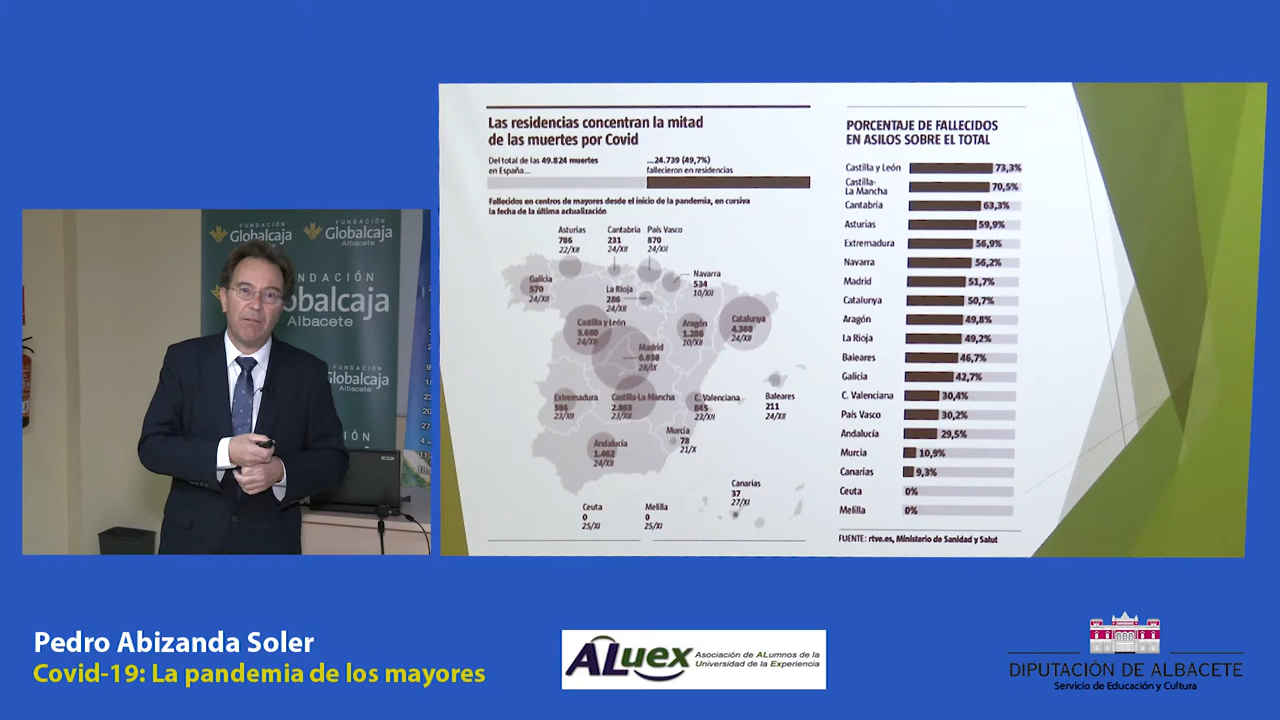 Las residencias concentran la mitad
de las muertes por Covid
Del total de las 49.824 muertes
en España...
...24.739 (49,7%)
fallecieron en residencias
Fallecidos en centros de mayores desde el inicio de la pandemia, en cursiva
la fecha de la última actualización
Asturias
786
22/XII
Cantabria
231
24/XII
País Vasco
870
24/XII
Navarra
534
10/XII
Galicia
570
24/XII
La Rioja
286
24/XII
Castilla y León
3.680
24/XII
Aragón
1.286
10/XII
Catalunya
4.368
24/XII
Madrid
6.038
28/IX
Extremadura
584
23/XII
Castilla-La Mancha
2.863
23/XII
C. Valenciana
845
23/XII
Baleares
211
24/XII
Murcia
78
21/X
Andalucía
1.462
24/XII
Canarias
37
27/XI
Ceuta
0
25/XI
Melilla
0
25/XI
PORCENTAJE DE FALLECIDOS
EN ASILOS SOBRE EL TOTAL
Castilla y León 73,3%
Castilla-
La Mancha 70,5%
Cantabria 63,3%
Asturias 59,9%
Extremadura 56,9%
Navarra 56,2%
Madrid 51,7%
Catalunya 50,7%
Aragón 49,8%
La Rioja 49,2%
Baleares 46,7%
Galicia 42,7%
C. Valenciana 30,4%
País Vasco 30,2%
Andalucía 29,5%
Murcia 10,9%
Canarias 9,3%
Ceuta 0%
Melilla 0%
FUENTE: rtve.es, Ministerio de Sanidad y Salut
FUNDACIÓN
Globalcaja
Albacete
FUNDACIÓN
Globalcaja
Albacete
NDACIÓN
obalcaja
Albacete
Globalcaja
Albacete
Pedro Abizanda Soler
Covid-19: La pandemia de los mayores
ALUEX
Asociación de ALumnos de la
Universidad de la Experiencia
DIPUTACIÓN DE ALBACETE
Servicio de Educación y Cultura